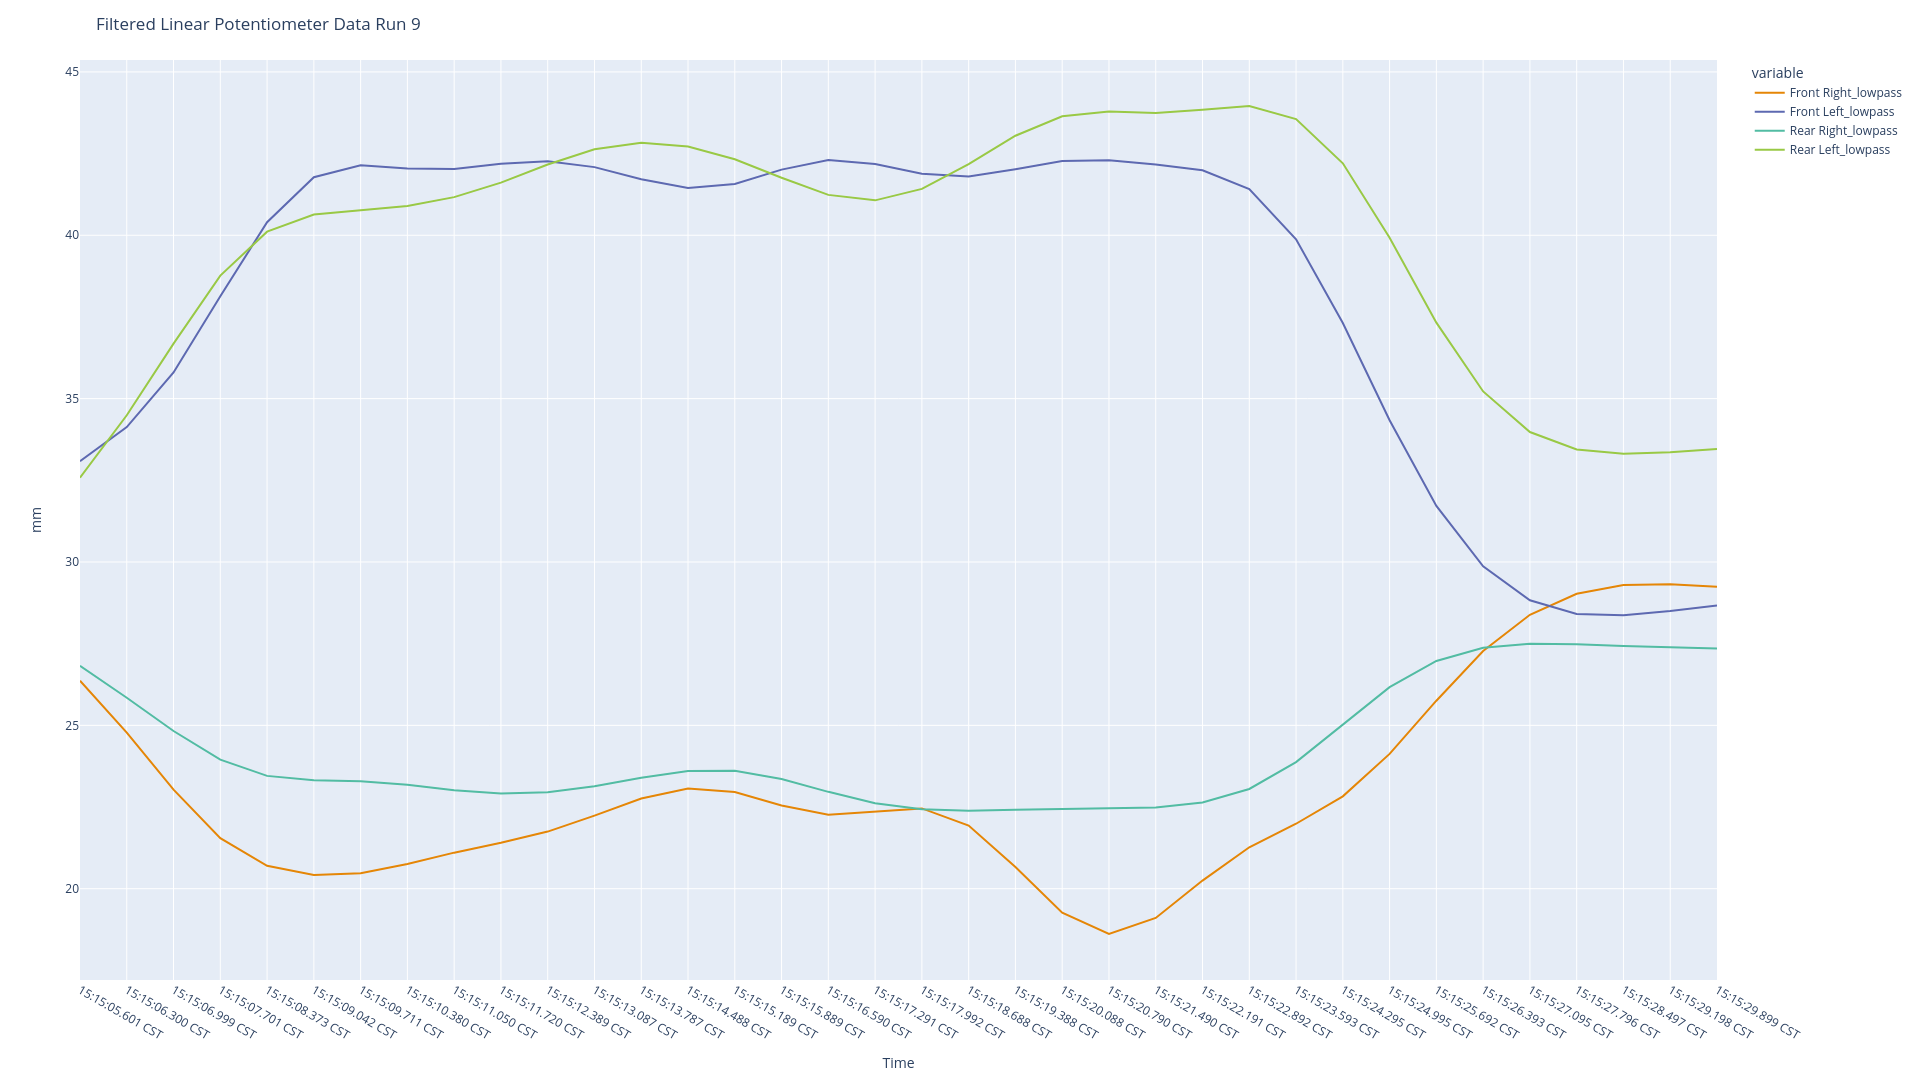 Filtered Linear Potentiometer Data Run 9
variable
Front Right_lowpass
Front Left_lowpass
Rear Right_lowpass
Rear Left_lowpass
45
40
35
30
25
20
mm
15:15:05.601 CST
15:15:06.300 CST
15:15:06.999 CST
15:15:07.701 CST
15:15:08.373 CST
15:15:09.042 CST
15:15:09.711 CST
15:15:10.380 CST
15:15:11.050 CST
15:15:11.720 CST
15:15:12.389 CST
15:15:13.087 CST
15:15:13.787 CST
15:15:14.488 CST
15:15:15.189 CST
15:15:15.889 CST
15:15:16.590 CST
15:15:17.291 CST
15:15:17.992 CST
15:15:18.688 CST
15:15:19.388 CST
15:15:20.088 CST
15:15:20.790 CST
15:15:21.490 CST
15:15:22.191 CST
15:15:22.892 CST
15:15:23.593 CST
15:15:24.295 CST
15:15:24.995 CST
15:15:25.692 CST
15:15:26.393 CST
15:15:27.095 CST
15:15:27.796 CST
15:15:28.497 CST
15:15:29.198 CST
15:15:29.899 CST
Time